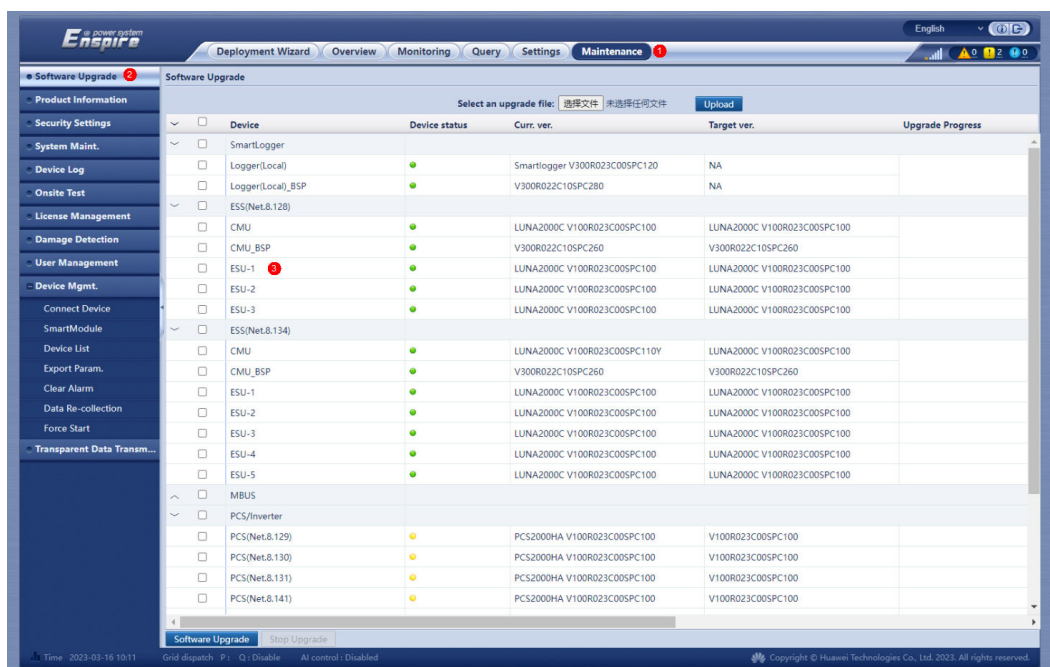 English
e power system
Enspire
Deployment Wizard Overview Monitoring Query Settings Maintenance 1
0 2 0
Software Upgrade 2
Product Information
Security Settings
System Maint.
Device Log
Onsite Test
License Management
Damage Detection
User Management
Device Mgmt.
Connect Device
SmartModule
Device List
Export Param.
Clear Alarm
Data Re-collection
Force Start
Transparent Data Transm...
Software Upgrade
Select an upgrade file: 选择文件 未选择任何文件 Upload
Device Device status Curr. ver. Target ver. Upgrade Progress
SmartLogger
Logger(Local) Smartlogger V300R023C00SPC120 NA
Logger(Local)_BSP V300R022C10SPC280 NA
ESS(Net.8.128)
CMU LUNA2000C V100R023C00SPC100 LUNA2000C V100R023C00SPC100
CMU_BSP V300R022C10SPC260 V300R022C10SPC260
ESU-1 3 LUNA2000C V100R023C00SPC100 LUNA2000C V100R023C00SPC100
ESU-2 LUNA2000C V100R023C00SPC100 LUNA2000C V100R023C00SPC100
ESU-3 LUNA2000C V100R023C00SPC100 LUNA2000C V100R023C00SPC100
ESS(Net.8.134)
CMU LUNA2000C V100R023C00SPC110Y LUNA2000C V100R023C00SPC100
CMU_BSP V300R022C10SPC260 V300R022C10SPC260
ESU-1 LUNA2000C V100R023C00SPC100 LUNA2000C V100R023C00SPC100
ESU-2 LUNA2000C V100R023C00SPC100 LUNA2000C V100R023C00SPC100
ESU-3 LUNA2000C V100R023C00SPC100 LUNA2000C V100R023C00SPC100
ESU-4 LUNA2000C V100R023C00SPC100 LUNA2000C V100R023C00SPC100
ESU-5 LUNA2000C V100R023C00SPC100 LUNA2000C V100R023C00SPC100
MBUS
PCS/Inverter
PCS(Net.8.129) PCS2000HA V100R023C00SPC100 V100R023C00SPC100
PCS(Net.8.130) PCS2000HA V100R023C00SPC100 V100R023C00SPC100
PCS(Net.8.131) PCS2000HA V100R023C00SPC100 V100R023C00SPC100
PCS(Net.8.141) PCS2000HA V100R023C00SPC100 V100R023C00SPC100
Software Upgrade Stop Upgrade
Time 2023-03-16 10:11 Grid dispatch P: Q : Disable AI control : Disabled Copyright © Huawei Technologies Co., Ltd. 2023. All rights reserved.